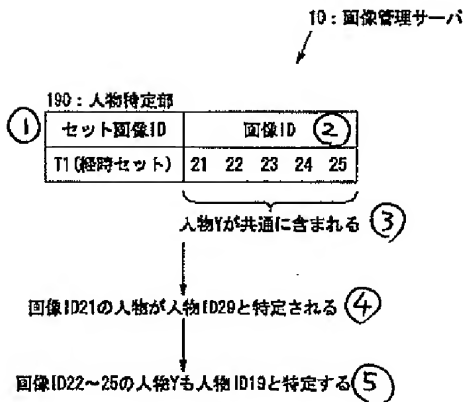 10：画像管理サーバ
190：人物特定部
① セット画像ID 画像ID ②
T1(経時セット) 21 22 23 24 25
人物Yが共通に含まれる ③
画像ID21の人物が人物ID29と特定される ④
画像ID22～25の人物Yも人物ID19と特定する ⑤